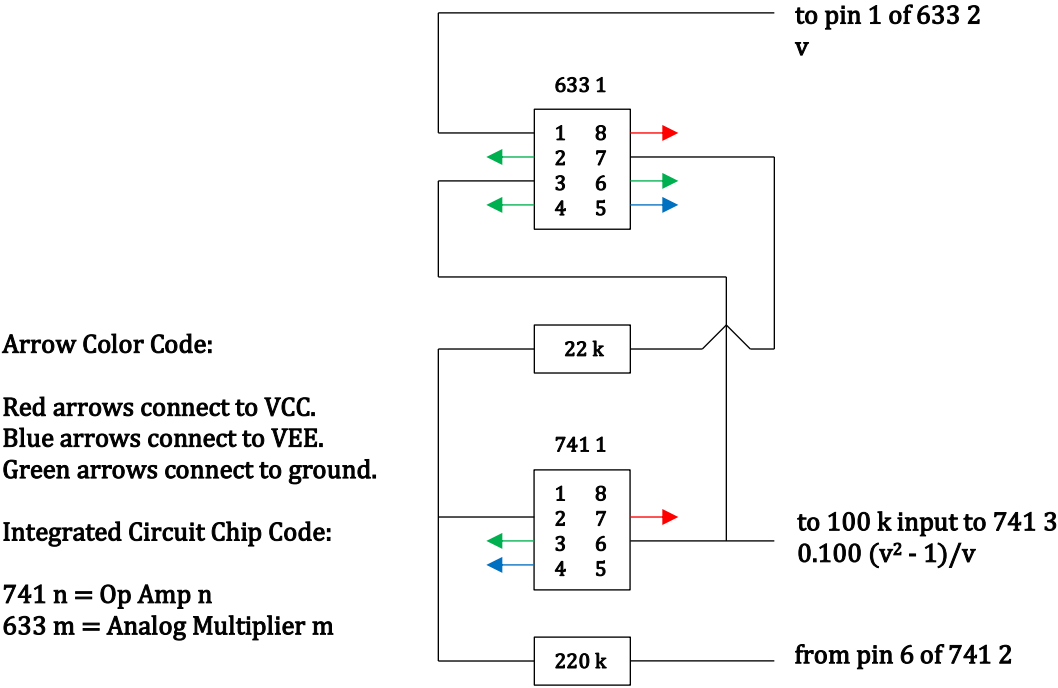 to pin 1 of 633 2
v
633 1
1 8
2 7
3 6
4 5
22 k
Arrow Color Code:
Red arrows connect to VCC.
Blue arrows connect to VEE.
Green arrows connect to ground.
Integrated Circuit Chip Code:
741 n = Op Amp n
633 m = Analog Multiplier m
741 1
1 8
2 7
3 6
4 5
to 100 k input to 741 3
0.100 (v² - 1)/v
220 k
from pin 6 of 741 2